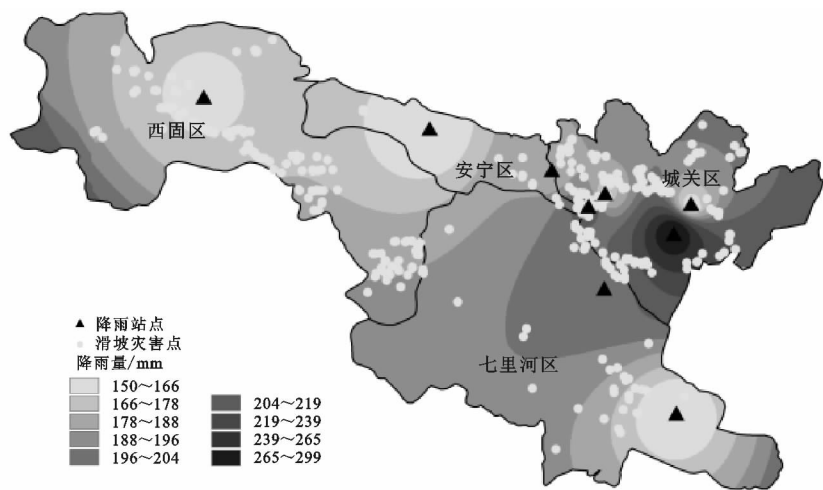 西固区
安宁区
城关区
七里河区
降雨站点
滑坡灾害点
降雨量/mm
150～166
166～178
178～188
188～196
196～204
204～219
219～239
239～265
265～299